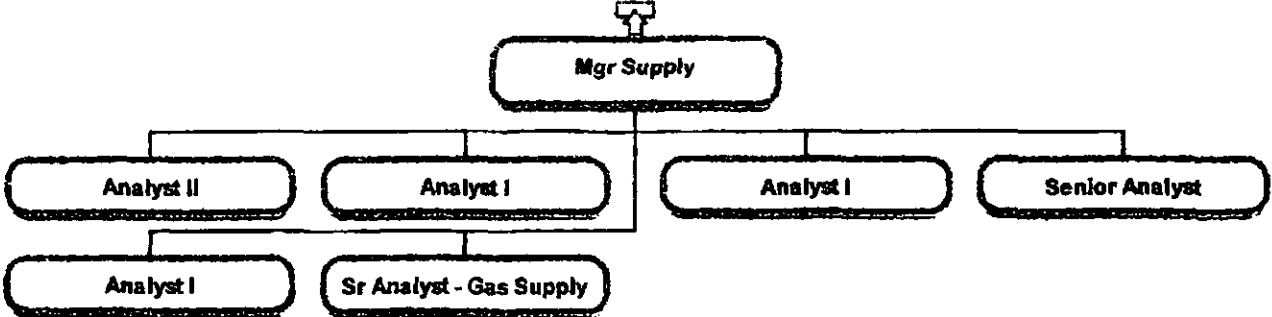 Mgr Supply
Analyst II
Analyst I
Analyst I
Senior Analyst
Analyst I
Sr Analyst - Gas Supply